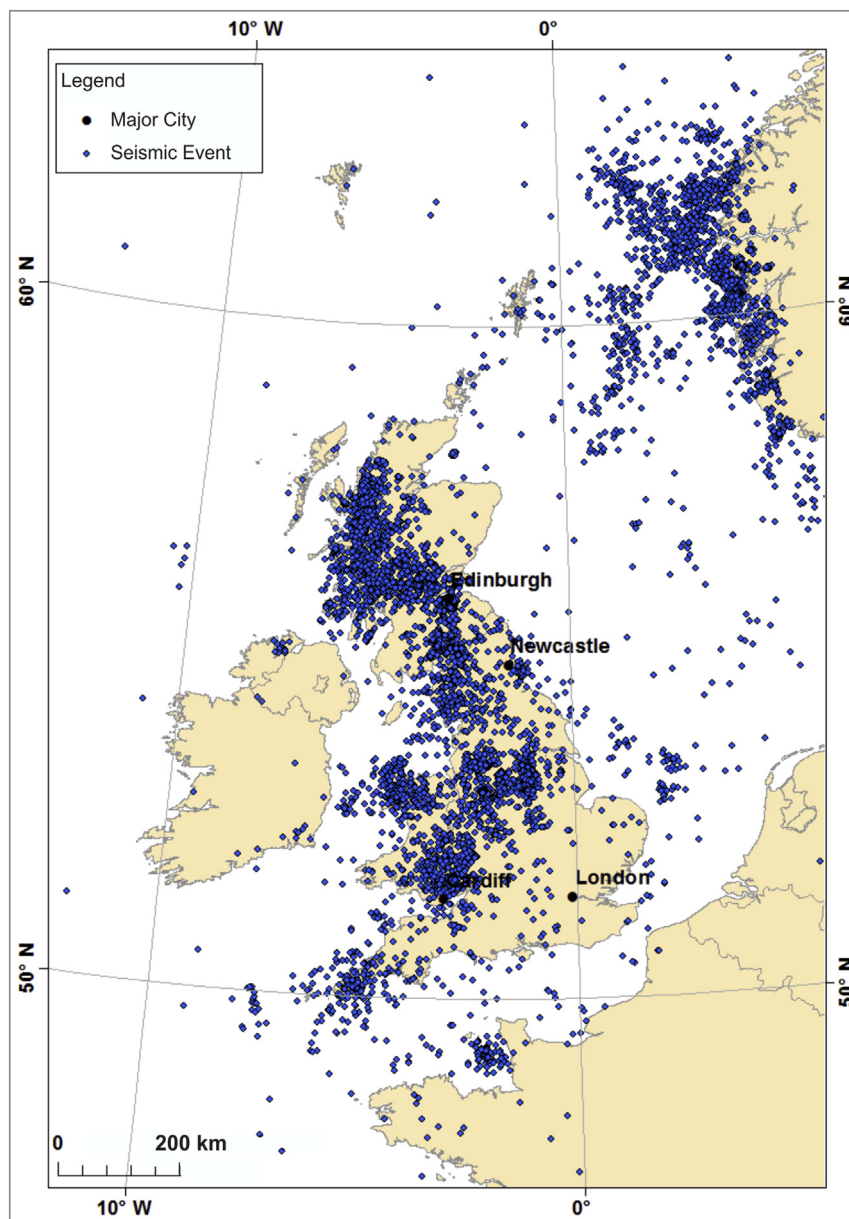 10° W 0°
Legend
Major City
Seismic Event
60° N 60° N
Edinburgh
Newcastle
Cardiff London
50° N 50° N
0 200 km
10° W 0°